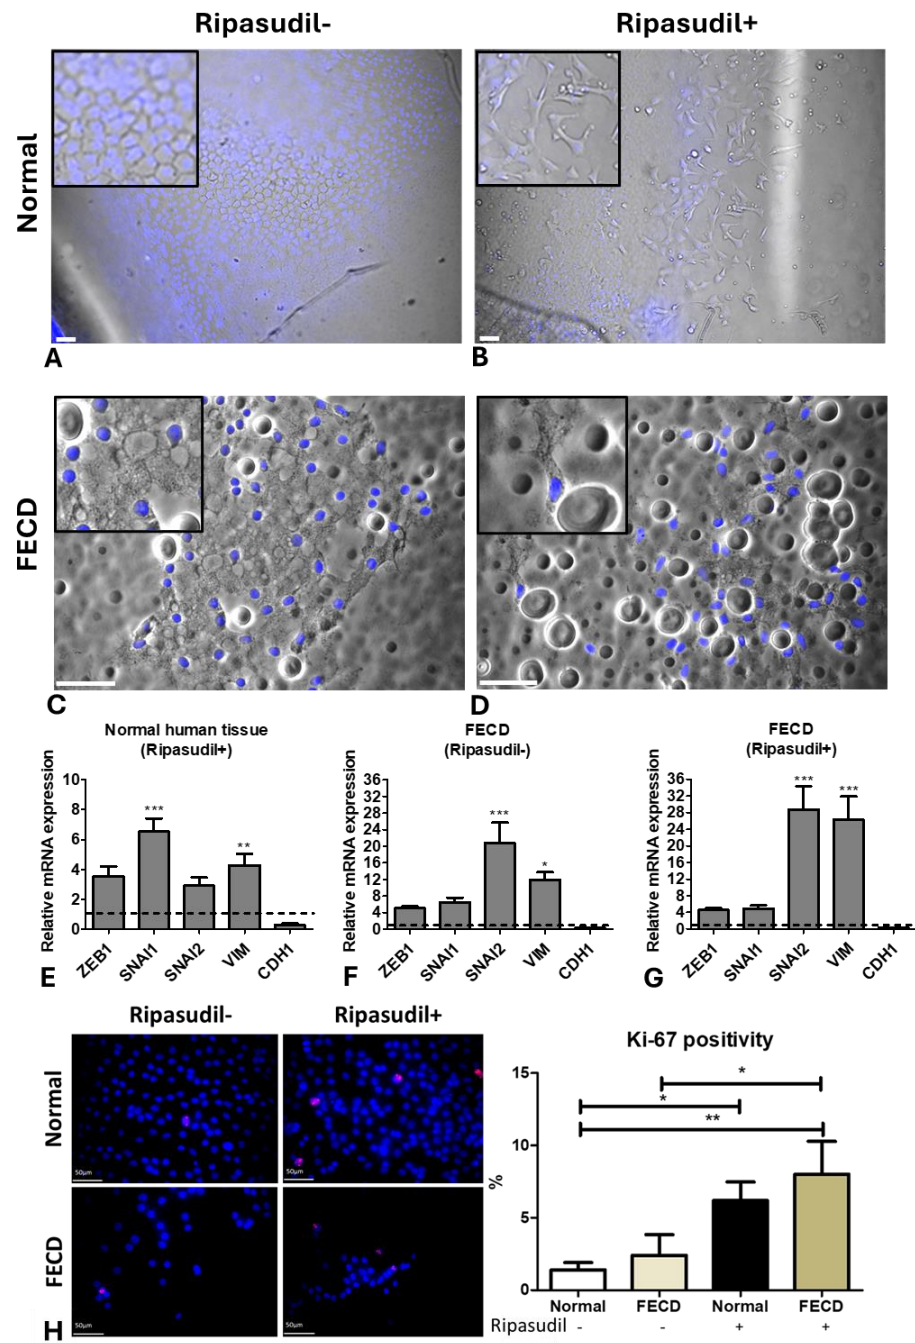 Ripasudil- Ripasudil+
Normal
A B
FECD
C D
Normal human tissue
(Ripasudil+)
Relative mRNA expression
10
8
6
4
2
0
***
**
ZEB1 SNAI1 SNAI2 VIM CDH1
E
FECD
(Ripasudil-)
Relative mRNA expression
36
32
28
24
20
16
12
8
4
0
***
*
ZEB1 SNAI1 SNAI2 VIM CDH1
F
FECD
(Ripasudil+)
Relative mRNA expression
36
32
28
24
20
16
12
8
4
0
***
***
ZEB1 SNAI1 SNAI2 VIM CDH1
G
Ripasudil- Ripasudil+
Normal
50µm 50µm
FECD
50µm 50µm
H
Ki-67 positivity
%
15
10
5
0
*
*
**
Normal FECD Normal FECD
Ripasudil - - + +